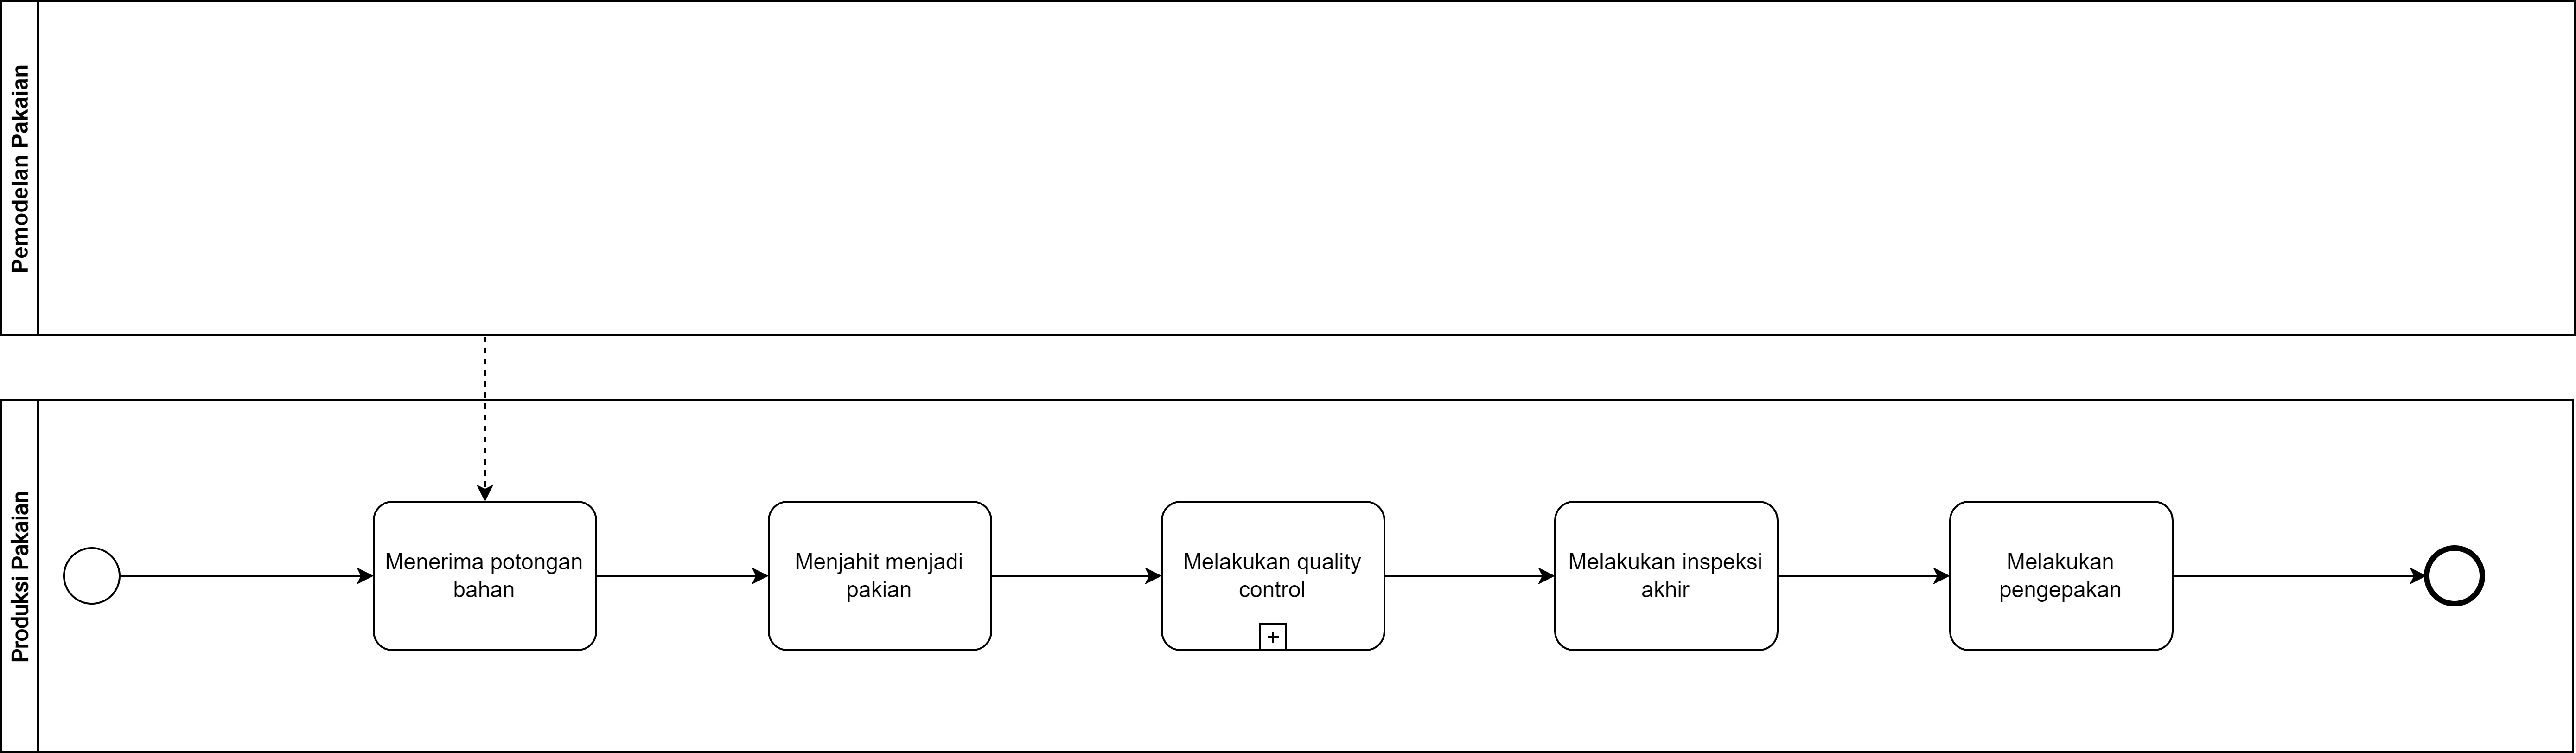 Pemodelan Pakaian
Produksi Pakaian
Menerima potongan
bahan
Menjahit menjadi
pakian
Melakukan quality
control
+
Melakukan inspeksi
akhir
Melakukan
pengepakan